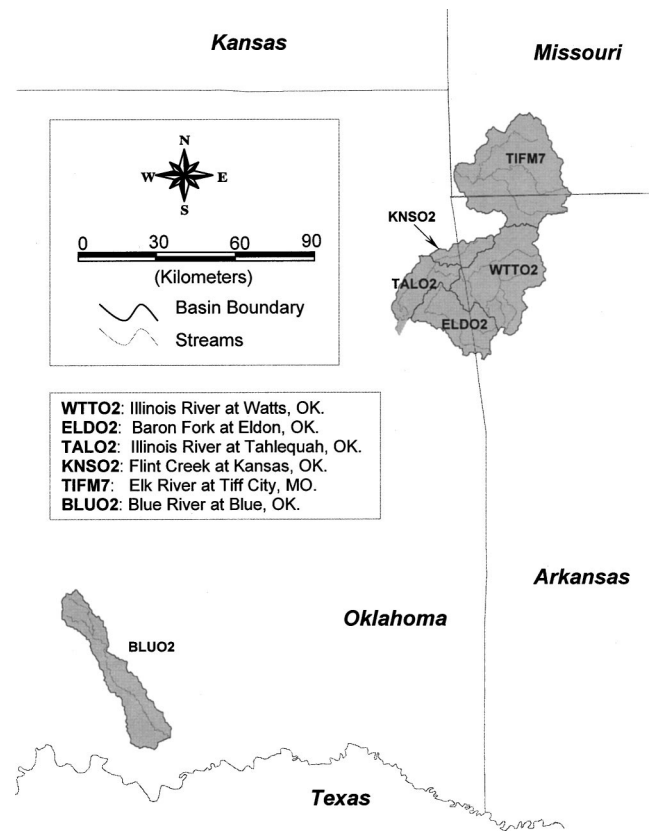 Kansas
Missouri
N
W E
S
0 30 60 90
(Kilometers)
Basin Boundary
Streams
TIFM7
KNSO2
WTTO2
TALO2
ELDO2
WTTO2: Illinois River at Watts, OK.
ELDO2: Baron Fork at Eldon, OK.
TALO2: Illinois River at Tahlequah, OK.
KNSO2: Flint Creek at Kansas, OK.
TIFM7: Elk River at Tiff City, MO.
BLUO2: Blue River at Blue, OK.
Arkansas
Oklahoma
BLUO2
Texas